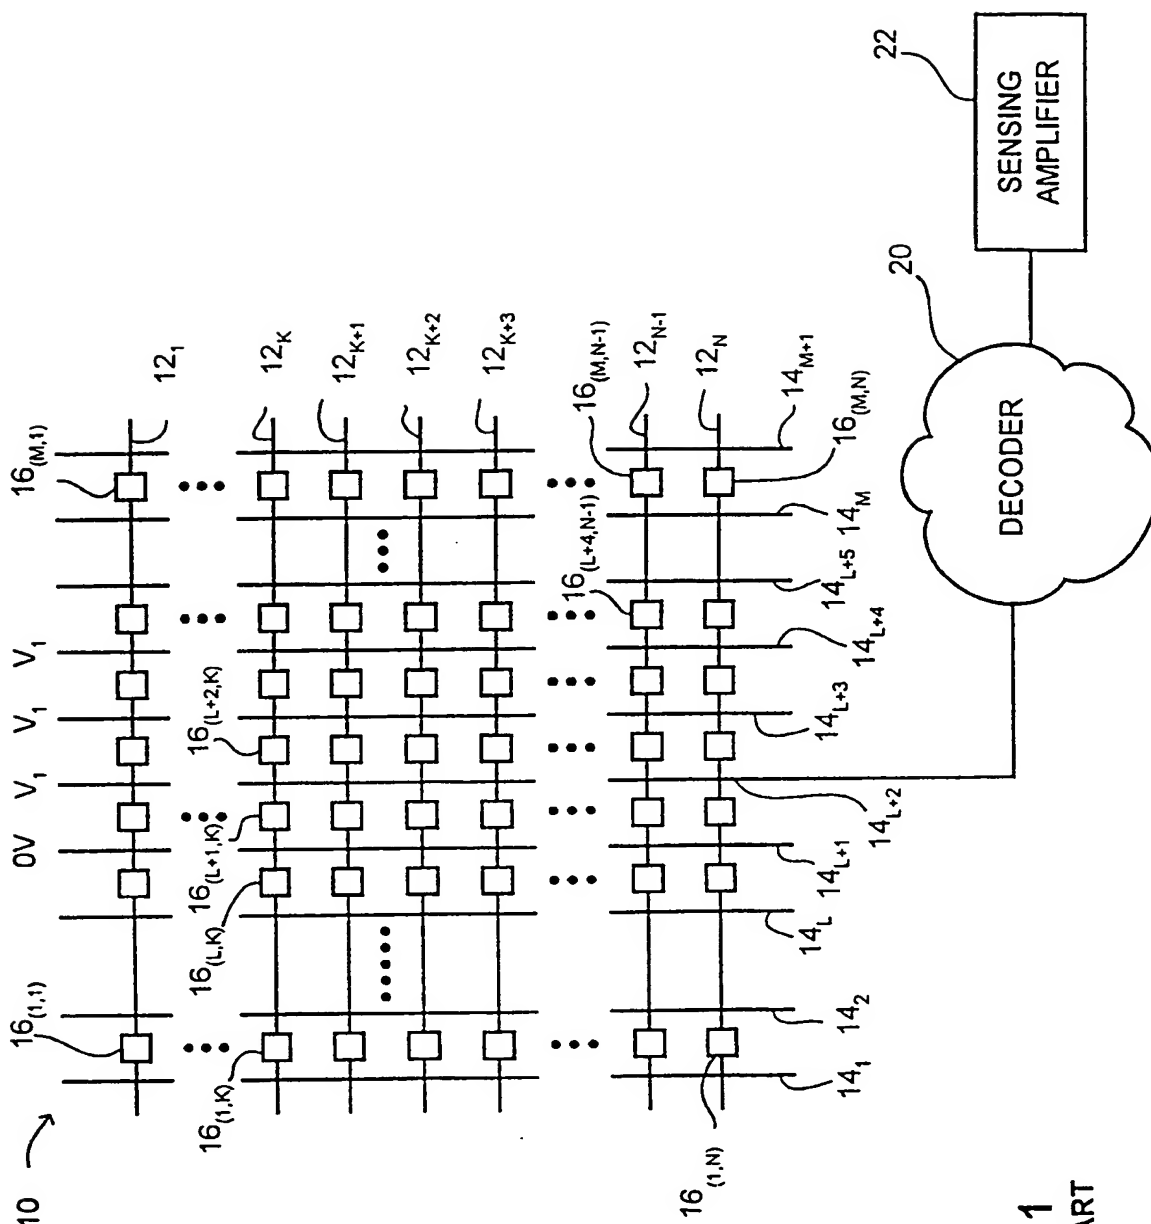 10
0V
V₁
V₁
V₁
16(1,1)
16(M,1)
12₁
16(1,K)
16(L,K)
16(L+1,K)
16(L+2,K)
12K
12K+1
12K+2
12K+3
16(L+4,N-1)
16(M,N-1)
12N-1
12N
16(1,N)
16(M,N)
14₁
14₂
14L
14L+1
14L+2
14L+3
14L+4
14L+5
14M
14M+1
DECODER
20
SENSING
AMPLIFIER
22
1
ART